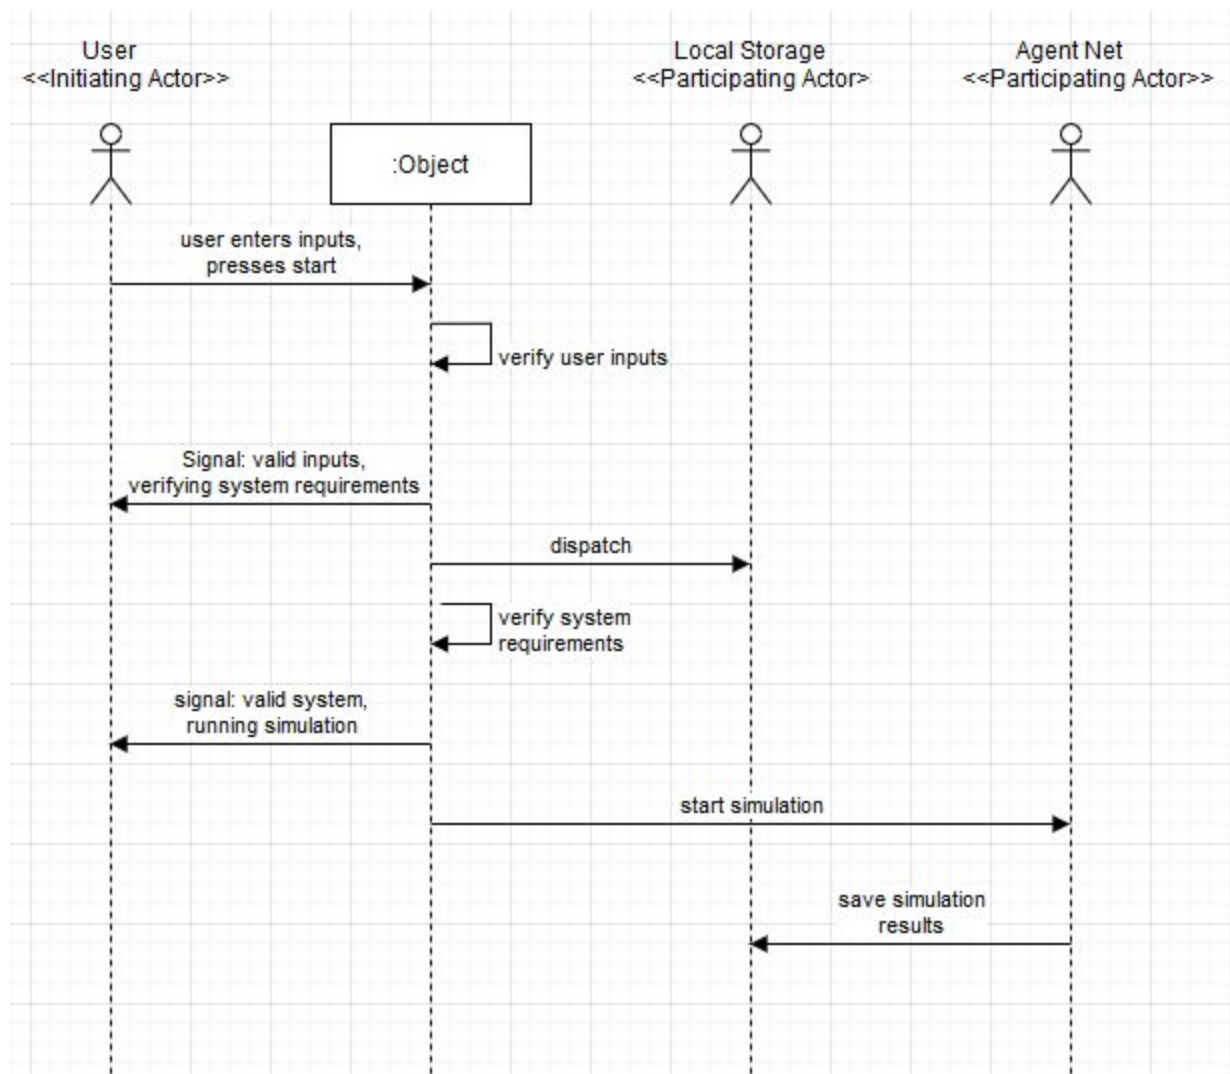 User
<<Initiating Actor>>
Local Storage
<<Participating Actor>
Agent Net
<<Participating Actor>>
:Object
user enters inputs,
presses start
verify user inputs
Signal: valid inputs,
verifying system requirements
dispatch
verify system
requirements
signal: valid system,
running simulation
start simulation
save simulation
results